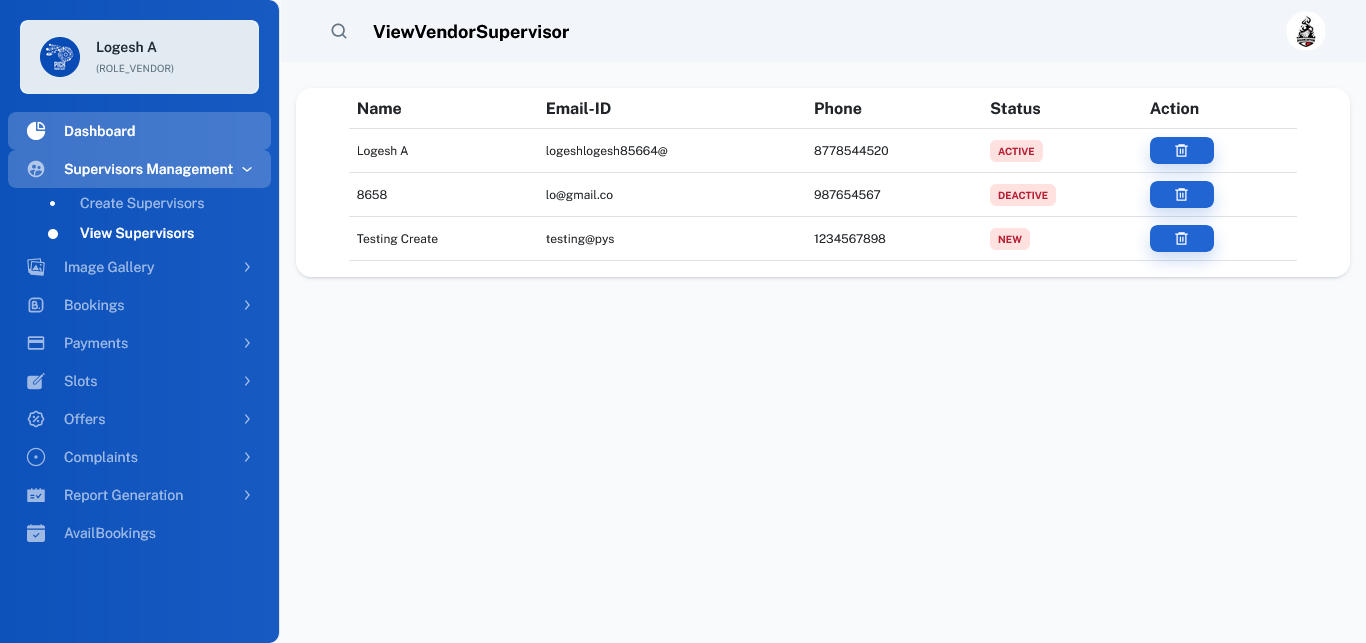 Logesh A
(ROLE_VENDOR)
Dashboard
Supervisors Management
Create Supervisors
View Supervisors
Image Gallery
Bookings
Payments
Slots
Offers
Complaints
Report Generation
AvailBookings
ViewVendorSupervisor
Name Email-ID Phone Status Action
Logesh A logeshlogesh85664@ 8778544520 ACTIVE
8658 lo@gmail.co 987654567 DEACTIVE
Testing Create testing@pys 1234567898 NEW